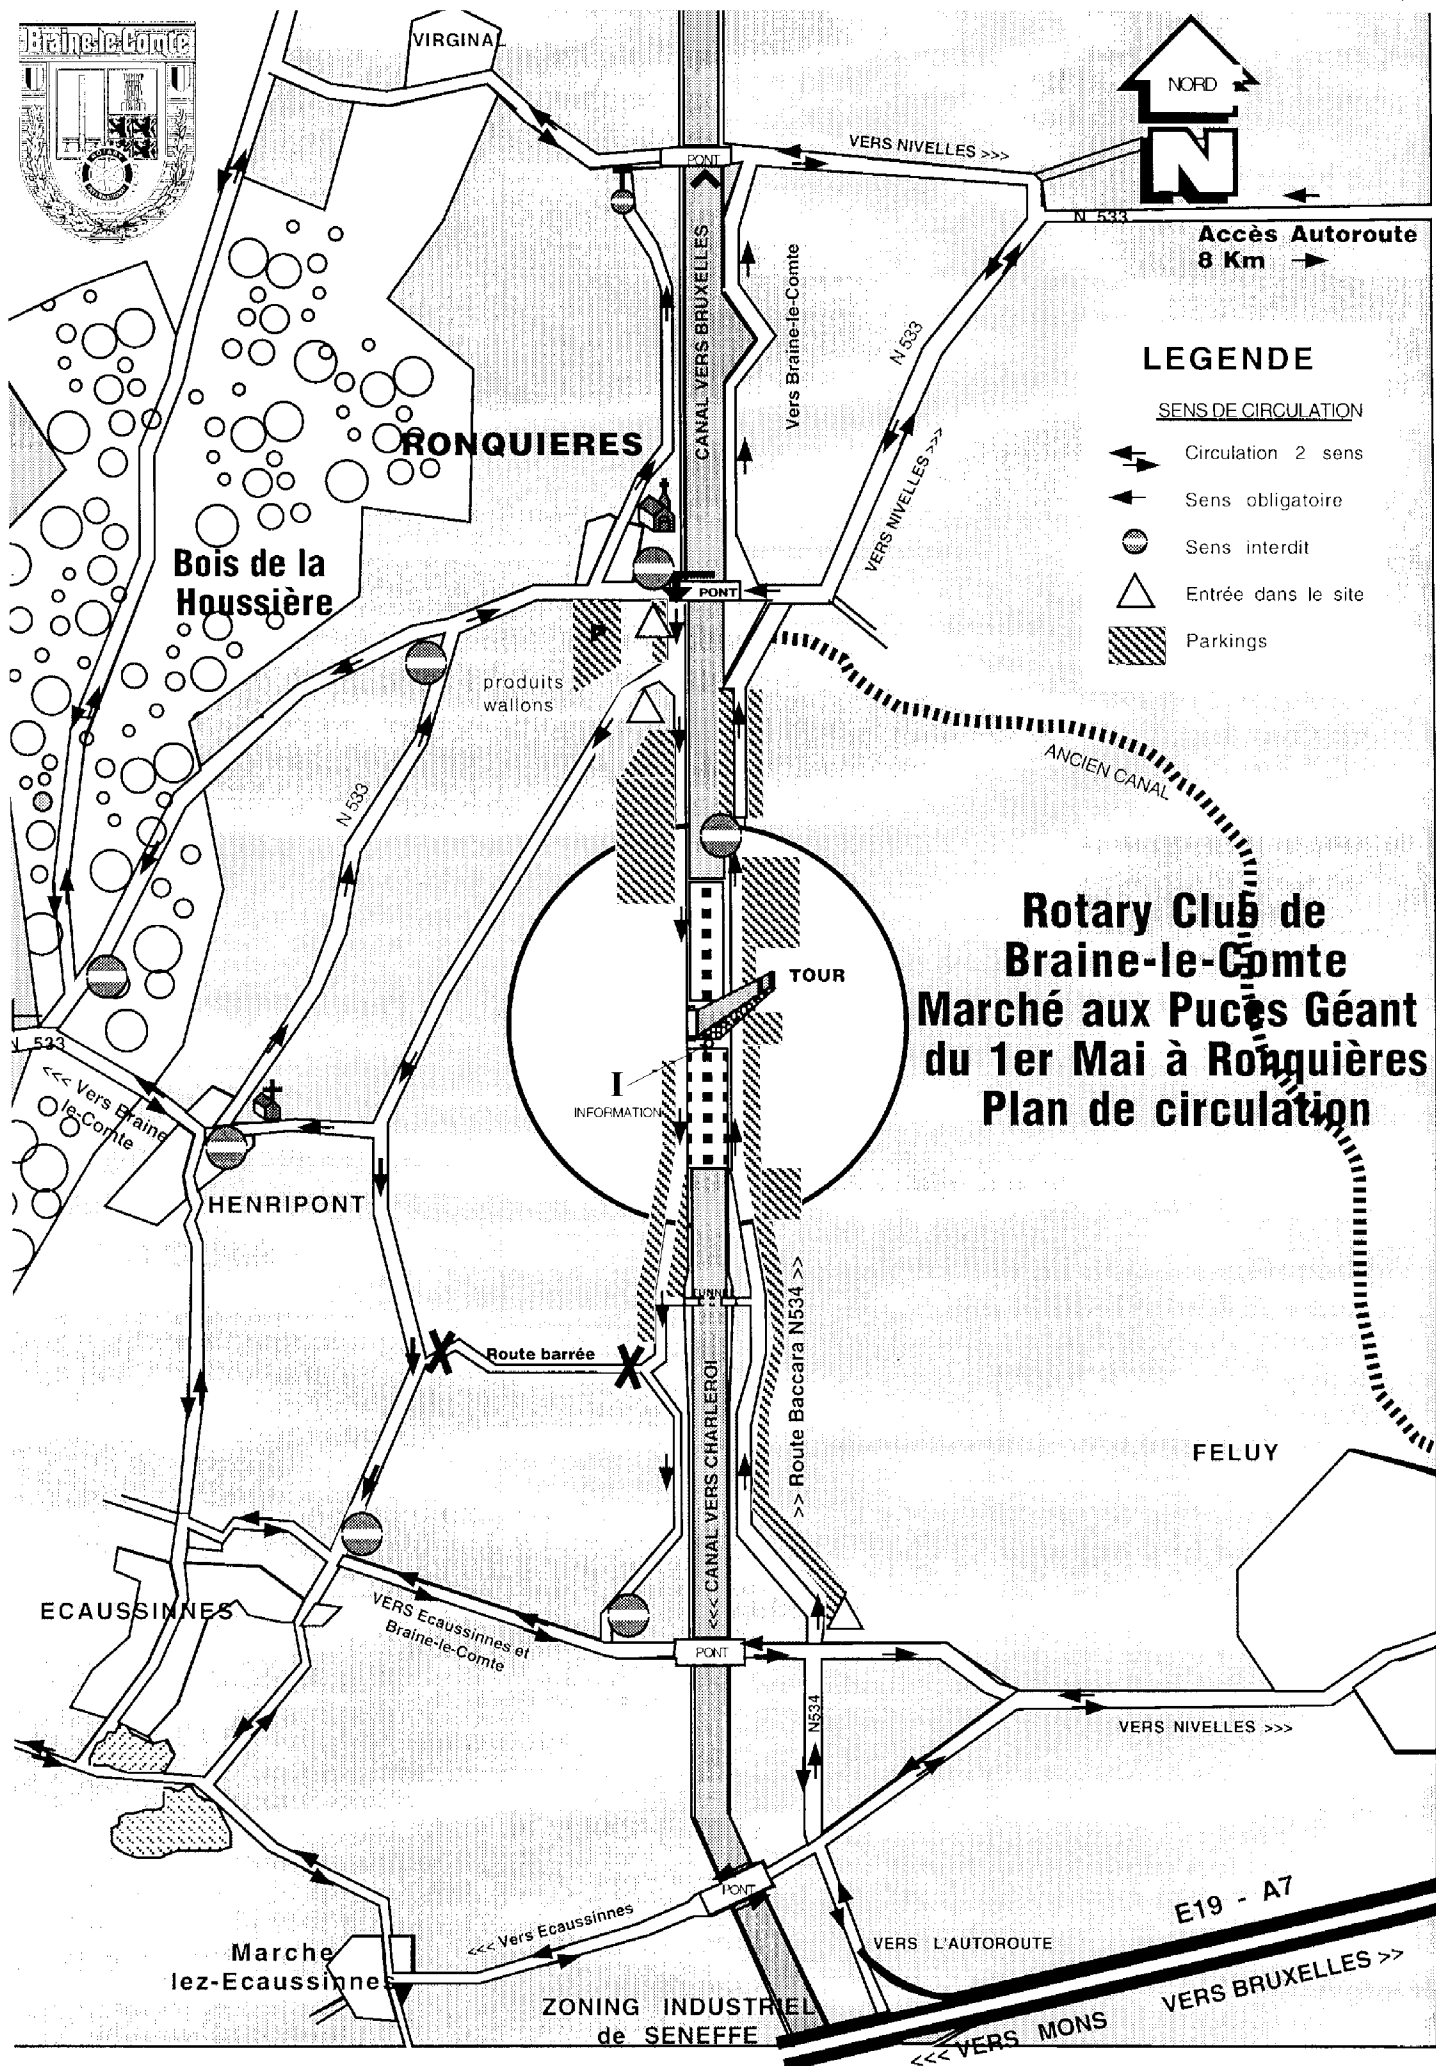 Braine-le-Comte
VIRGINAL
NORD
N
PONT
VERS NIVELLES >>>
N 533
Accès Autoroute
8 Km
CANAL VERS BRUXELLES
Vers Braine-le-Comte
N 533
VERS NIVELLES >>>
LEGENDE
SENS DE CIRCULATION
Circulation 2 sens
Sens obligatoire
Sens interdit
Entrée dans le site
Parkings
RONQUIERES
Bois de la
Houssière
PONT
P
produits
wallons
N 533
ANCIEN CANAL
Rotary Club de
Braine-le-Comte
Marché aux Puces Géant
du 1er Mai à Ronquières
Plan de circulation
TOUR
I
INFORMATION
N 533
<<< Vers Braine
le-Comte
HENRIPONT
TUNNEL
Route barrée
>> Route Baccara N534 >>
<<< CANAL VERS CHARLEROI
FELUY
ECAUSSINNES
VERS Ecaussinnes et
Braine-le-Comte
PONT
N534
VERS NIVELLES >>>
PONT
<<< Vers Ecaussinnes
E19 - A7
VERS L'AUTOROUTE
Marche
lez-Ecaussinnes
VERS BRUXELLES >>
ZONING INDUSTRIEL
de SENEFFE
<<< VERS MONS